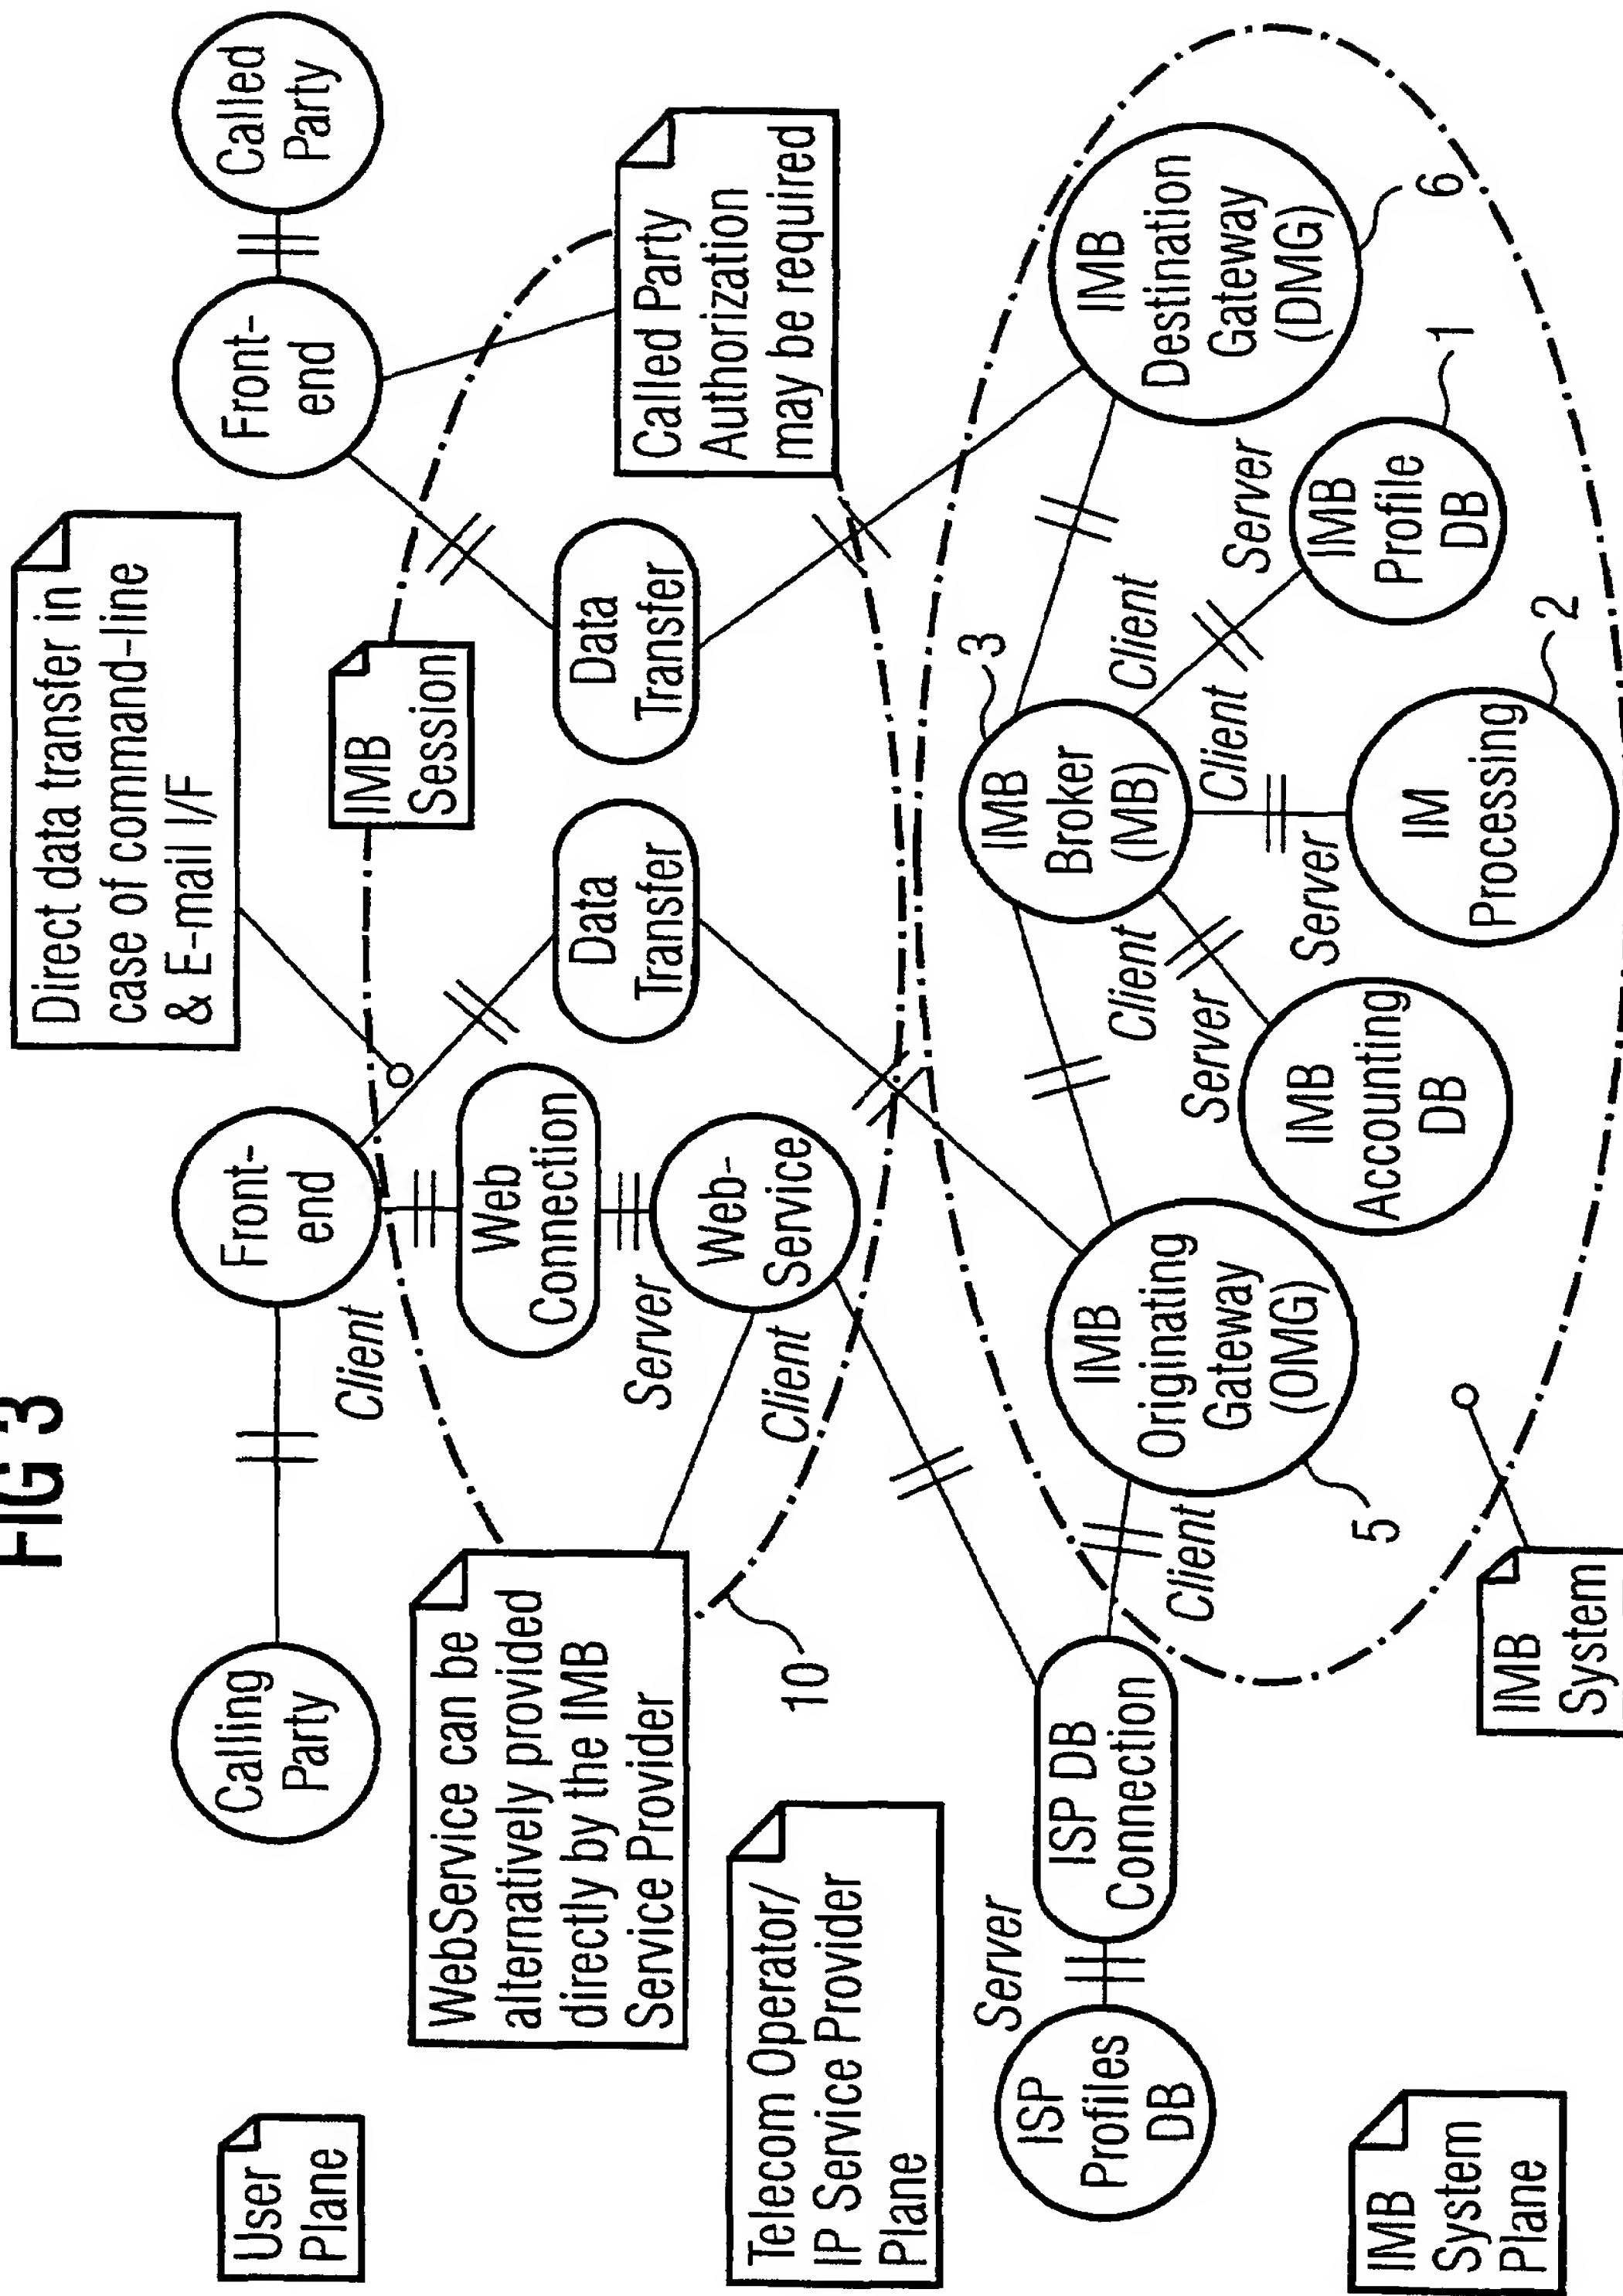 FIG 3
User
Plane
Calling
Party
Front-
end
Direct data transfer in
case of command-line
& E-mail I/F
Front-
end
Called
Party
Client
WebService can be
alternatively provided
directly by the IMB
Service Provider
Web
Connection
IMB
Session
Server
Web-
Service
Client
Data
Transfer
Data
Transfer
Called Party
Authorization
may be required
10
Telecom Operator/
IP Service Provider
Plane
Server
ISP
Profiles
DB
ISP DB
Connection
Client
IMB
Originating
Gateway
(OMG)
5
IMB
Broker
(MB)
3
Client
Server
Client
Server
Client
Server
IMB
Accounting
DB
IM
Processing
2
IMB
Profile
DB
1
IMB
Destination
Gateway
(DMG)
6
IMB
System
Plane
IMB
System